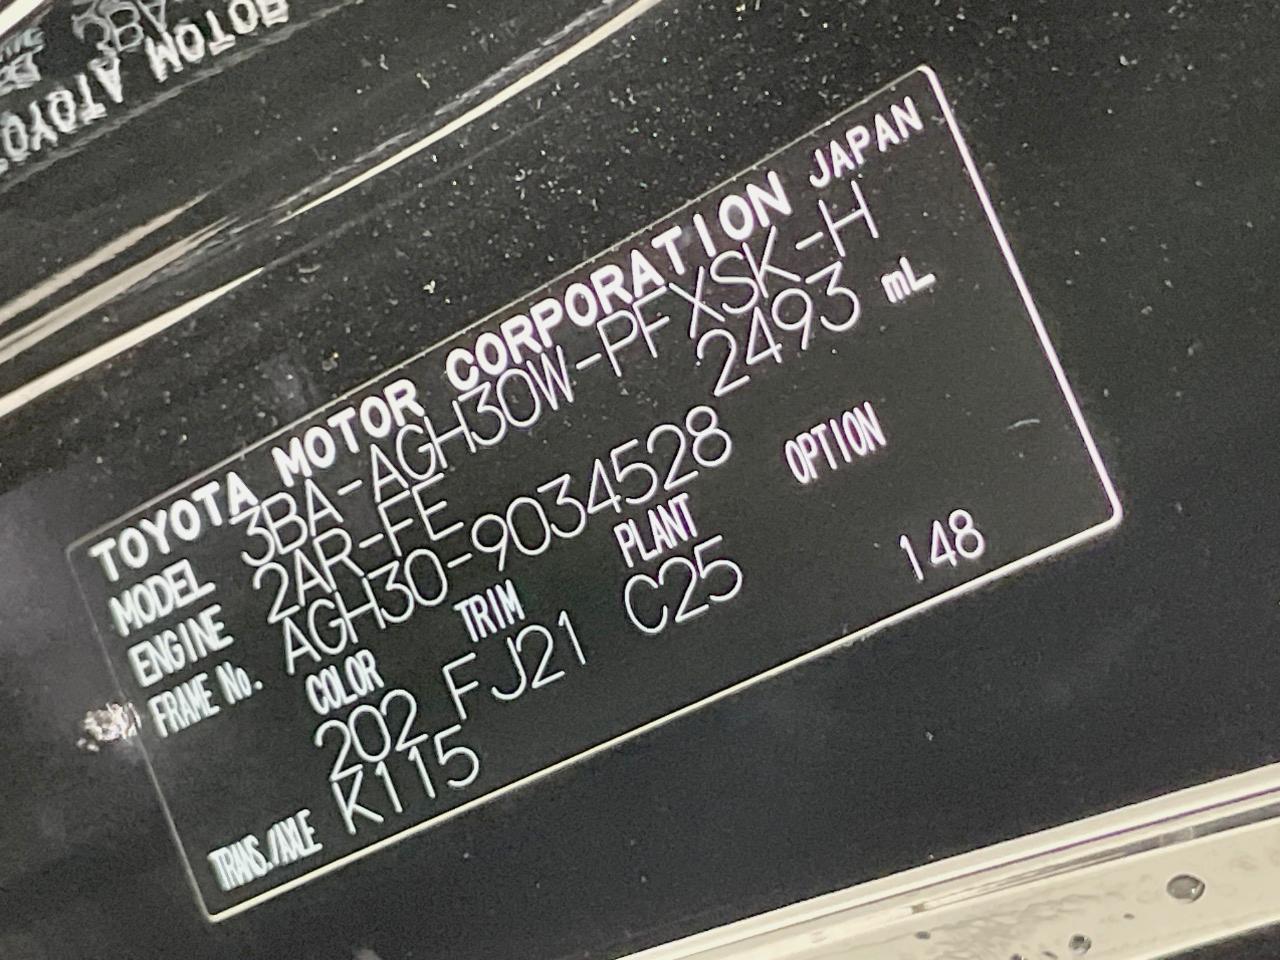 TOYOTA MOTOR CORPORATION JAPAN
MODEL 3BA-AGH30W-PFXSK-H
ENGINE 2AR-FE 2493 mL
FRAME No. AGH30-9034528
COLOR TRIM PLANT OPTION
202 FJ21 C25 148
TRANS./AXLE K115